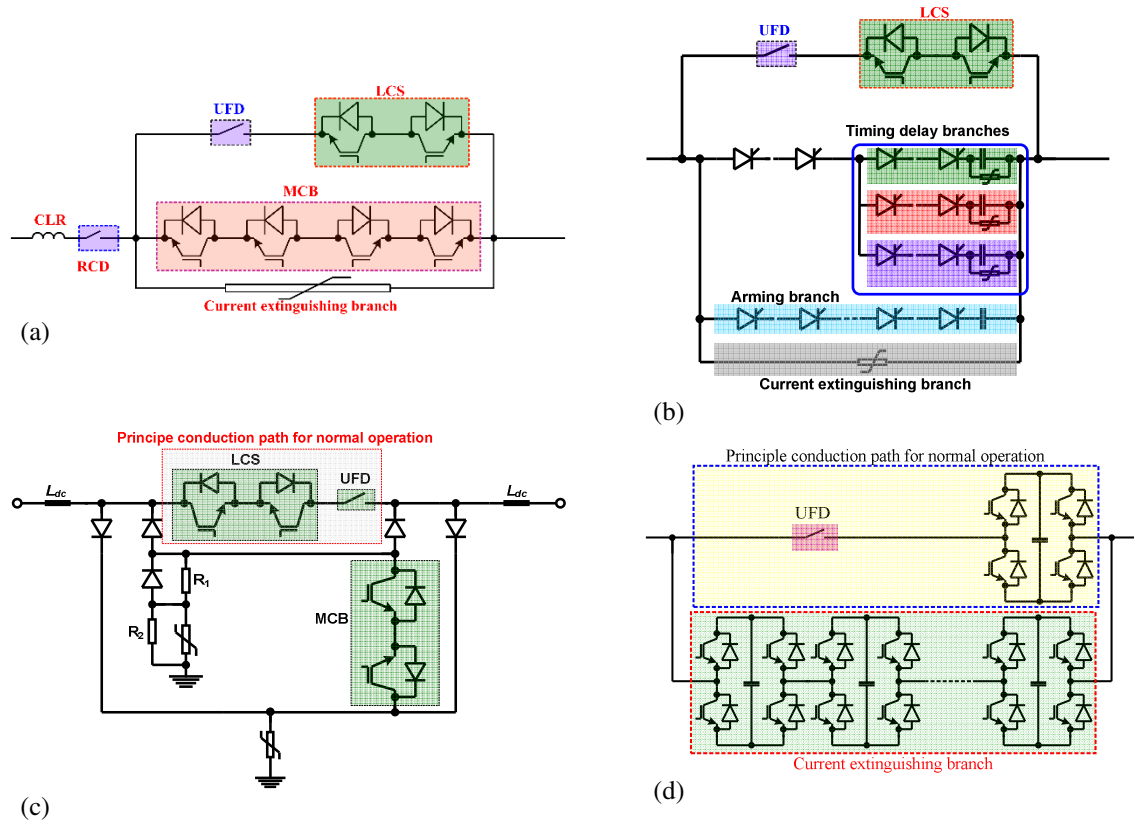 LCS
UFD
MCB
CLR
RCD
Current extinguishing branch
(a)
LCS
UFD
Timing delay branches
Arming branch
Current extinguishing branch
(b)
Principe conduction path for normal operation
LCS
UFD
Ldc
Ldc
R1
R2
MCB
(c)
Principle conduction path for normal operation
UFD
Current extinguishing branch
(d)